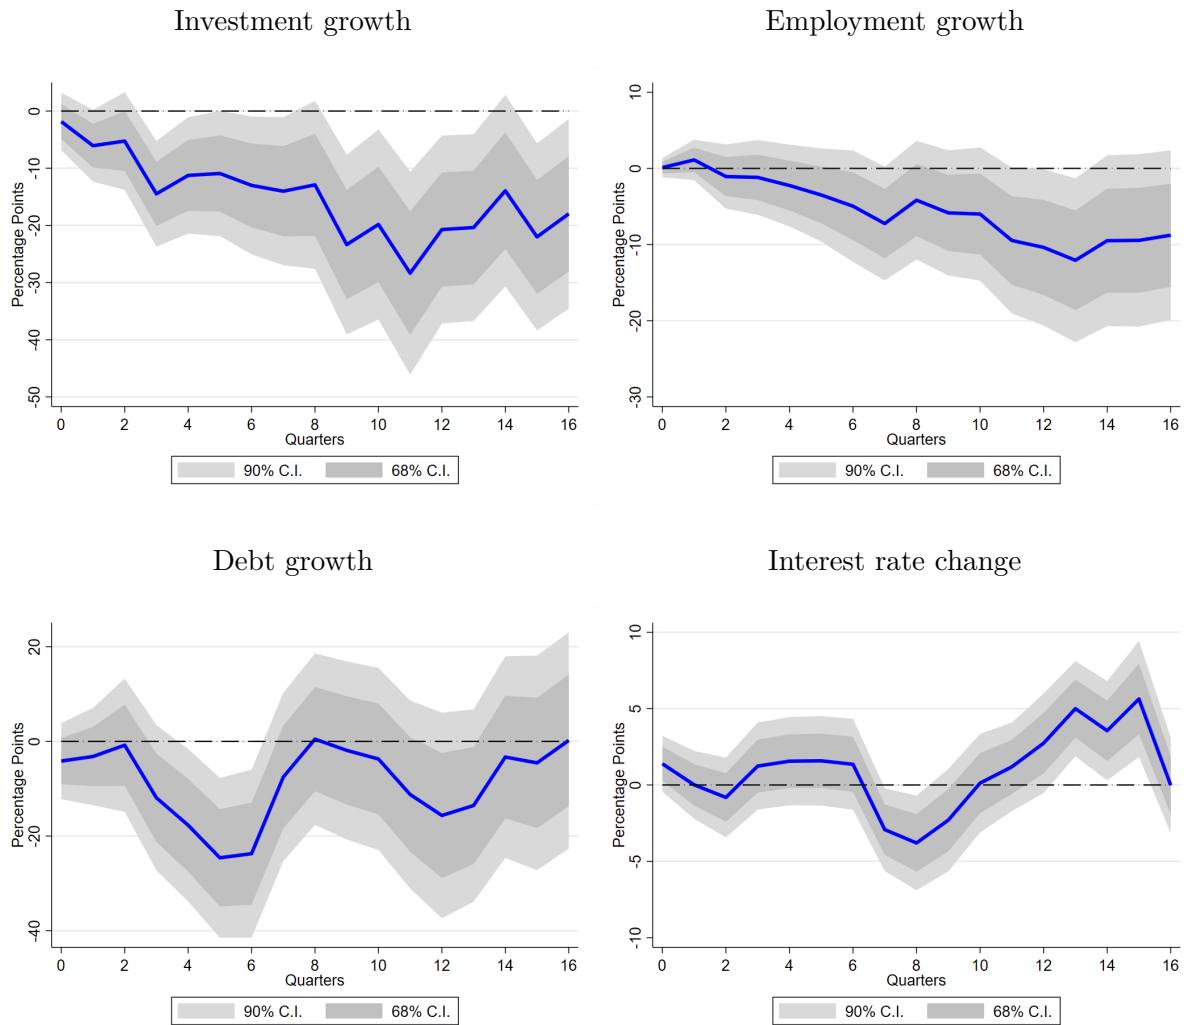 Investment growth
Percentage Points
0
-10
-20
-30
-40
-50
0 2 4 6 8 10 12 14 16
Quarters
90% C.I. 68% C.I.
Employment growth
Percentage Points
10
0
-10
-20
-30
0 2 4 6 8 10 12 14 16
Quarters
90% C.I. 68% C.I.
Debt growth
Percentage Points
20
0
20
-40
0 2 4 6 8 10 12 14 16
Quarters
90% C.I. 68% C.I.
Interest rate change
Percentage Points
10
5
0
-5
-10
0 2 4 6 8 10 12 14 16
Quarters
90% C.I. 68% C.I.